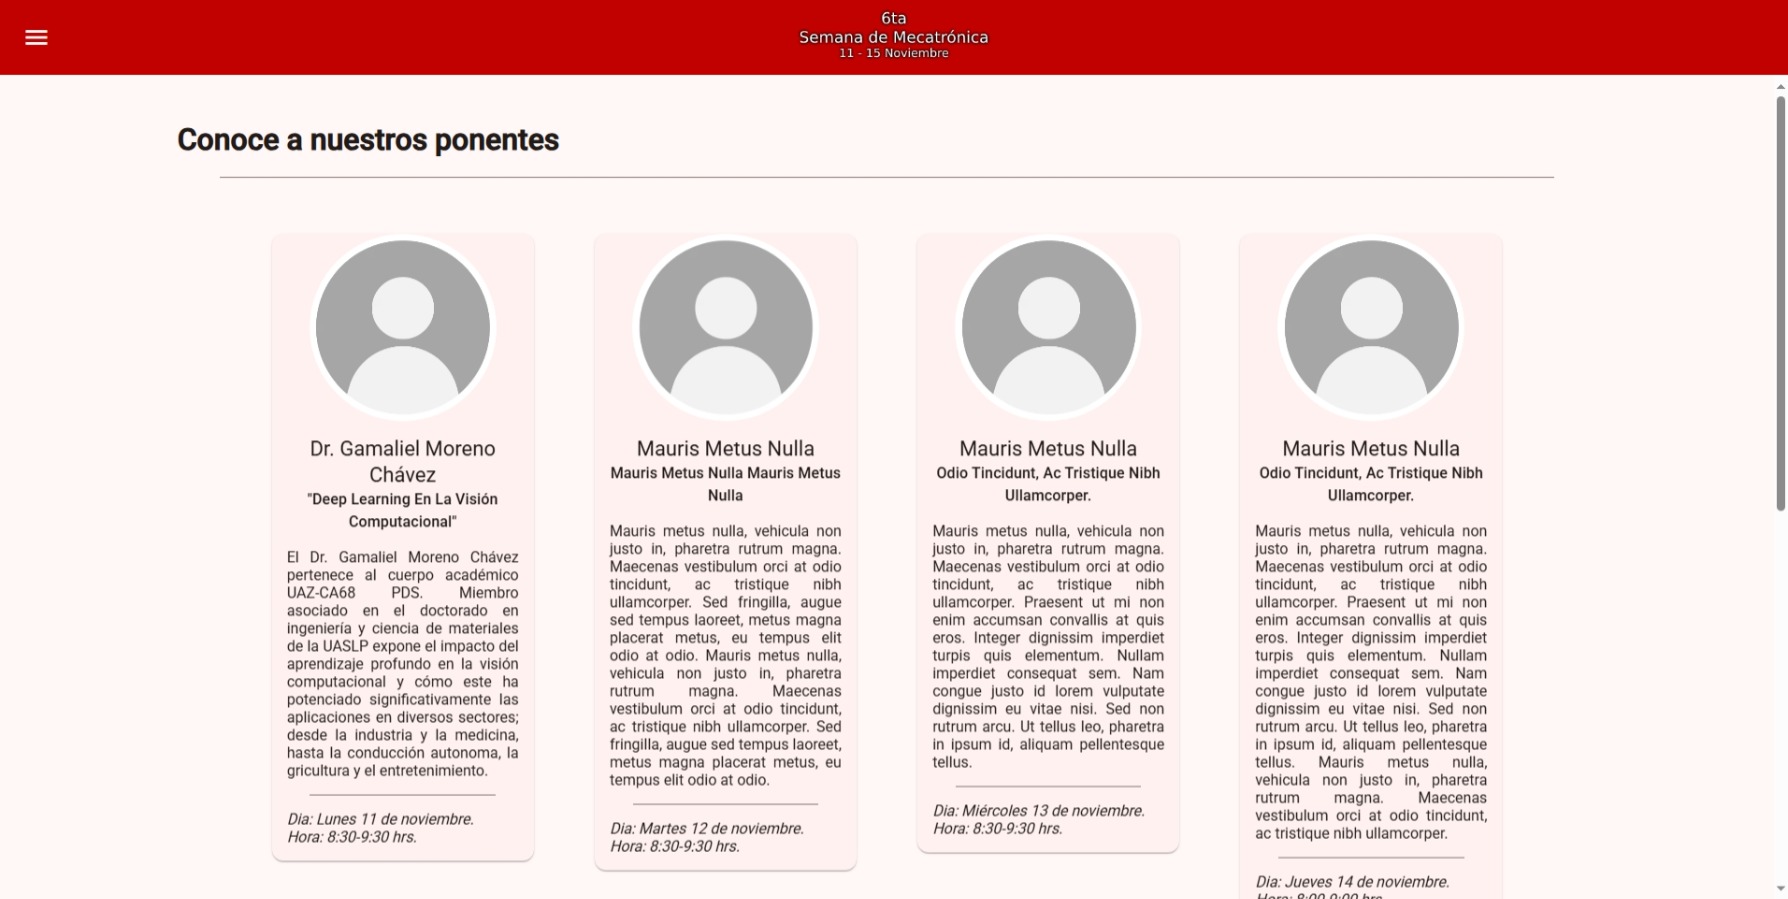 6ta
Semana de Mecatrónica
11 - 15 Noviembre
Conoce a nuestros ponentes
Dr. Gamaliel Moreno
Chávez
"Deep Learning En La Visión
Computacional"
El Dr. Gamaliel Moreno Chávez
pertenece al cuerpo académico
UAZ-CA68 PDS. Miembro
asociado en el doctorado en
ingeniería y ciencia de materiales
de la UASLP expone el impacto del
aprendizaje profundo en la visión
computacional y cómo este ha
potenciado significativamente las
aplicaciones en diversos sectores;
desde la industria y la medicina,
hasta la conducción autonoma, la
gricultura y el entretenimiento.
Dia: Lunes 11 de noviembre.
Hora: 8:30-9:30 hrs.
Mauris Metus Nulla
Mauris Metus Nulla Mauris Metus
Nulla
Mauris metus nulla, vehicula non
justo in, pharetra rutrum magna.
Maecenas vestibulum orci at odio
tincidunt, ac tristique nibh
ullamcorper. Sed fringilla, augue
sed tempus laoreet, metus magna
placerat metus, eu tempus elit
odio at odio. Mauris metus nulla,
vehicula non justo in, pharetra
rutrum magna. Maecenas
vestibulum orci at odio tincidunt,
ac tristique nibh ullamcorper. Sed
fringilla, augue sed tempus laoreet,
metus magna placerat metus, eu
tempus elit odio at odio.
Dia: Martes 12 de noviembre.
Hora: 8:30-9:30 hrs.
Mauris Metus Nulla
Odio Tincidunt, Ac Tristique Nibh
Ullamcorper.
Mauris metus nulla, vehicula non
justo in, pharetra rutrum magna.
Maecenas vestibulum orci at odio
tincidunt, ac tristique nibh
ullamcorper. Praesent ut mi non
enim accumsan convallis at quis
eros. Integer dignissim imperdiet
turpis quis elementum. Nullam
imperdiet consequat sem. Nam
congue justo id lorem vulputate
dignissim eu vitae nisi. Sed non
rutrum arcu. Ut tellus leo, pharetra
in ipsum id, aliquam pellentesque
tellus.
Dia: Miércoles 13 de noviembre.
Hora: 8:30-9:30 hrs.
Mauris Metus Nulla
Odio Tincidunt, Ac Tristique Nibh
Ullamcorper.
Mauris metus nulla, vehicula non
justo in, pharetra rutrum magna.
Maecenas vestibulum orci at odio
tincidunt, ac tristique nibh
ullamcorper. Praesent ut mi non
enim accumsan convallis at quis
eros. Integer dignissim imperdiet
turpis quis elementum. Nullam
imperdiet consequat sem. Nam
congue justo id lorem vulputate
dignissim eu vitae nisi. Sed non
rutrum arcu. Ut tellus leo, pharetra
in ipsum id, aliquam pellentesque
tellus. Mauris metus nulla,
vehicula non justo in, pharetra
rutrum magna. Maecenas
vestibulum orci at odio tincidunt,
ac tristique nibh ullamcorper.
Dia: Jueves 14 de noviembre.